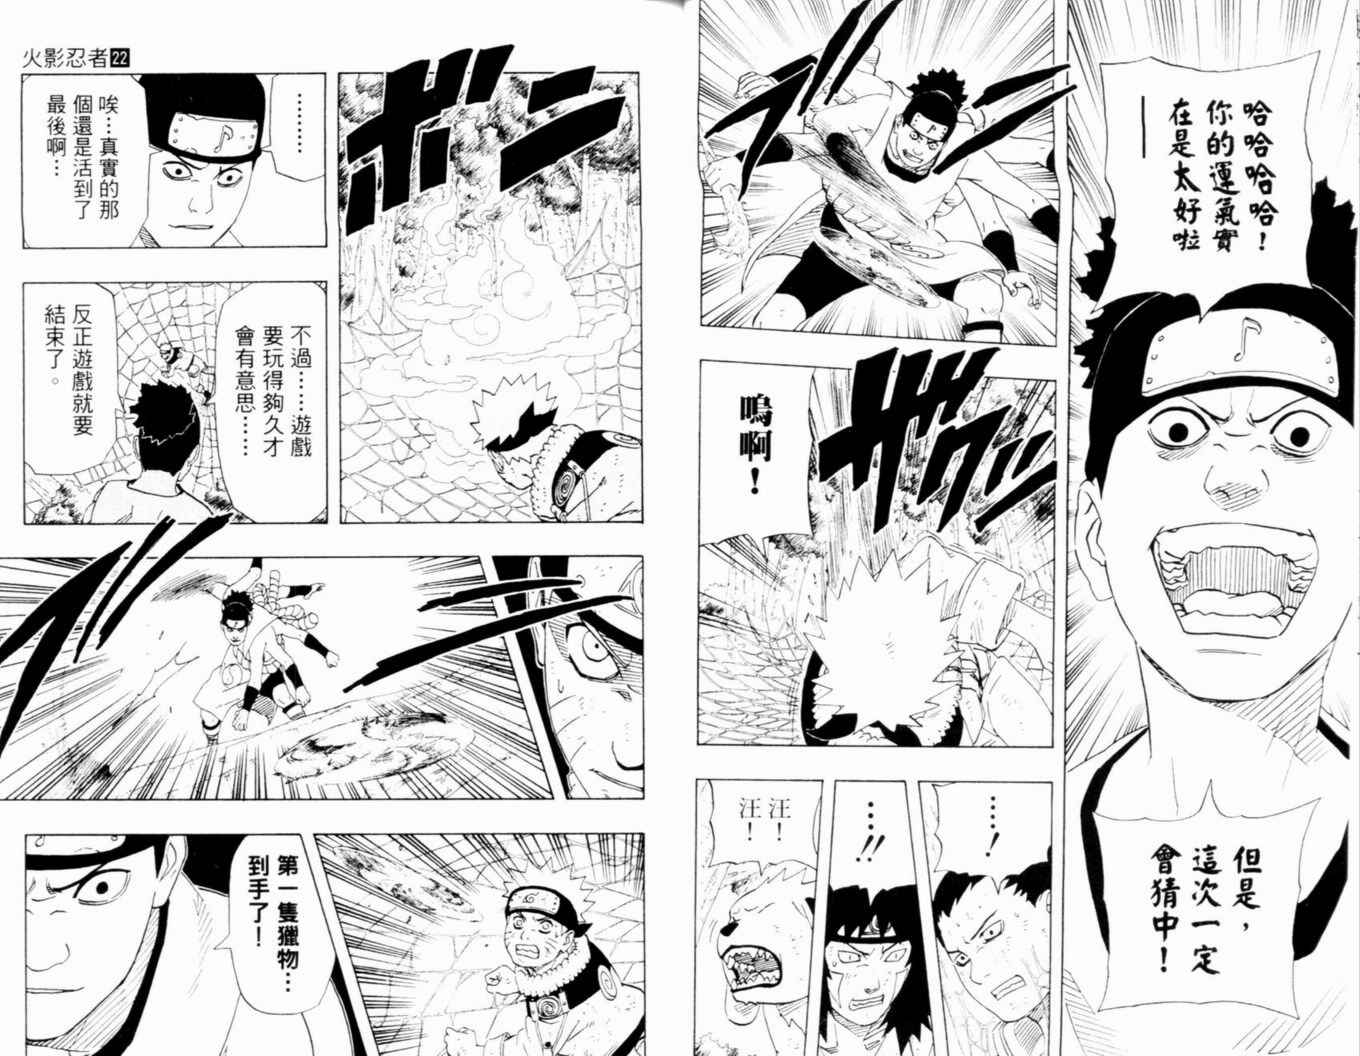 哈哈哈哈！
你的運氣實
在是太好啦
——
但是，
這次一定
會猜中！
嗚啊！
ザワッ
…！
…!!
汪！
汪！
火影忍者22
ボン
………
唉…真實的那
個還是活到了
最後啊…
不過……遊戲
要玩得夠久才
會有意思……
反正遊戲就要
結束了。
第一隻獵物…
到手了！